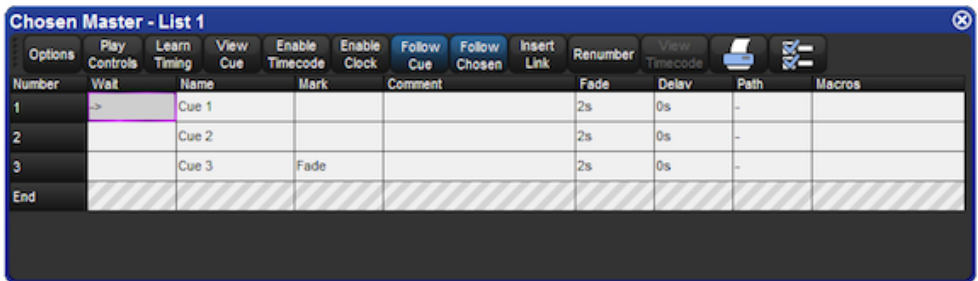 Chosen Master - List 1
Options Play Controls Learn Timing View Cue Enable Timecode Enable Clock Follow Cue Follow Chosen Insert Link Renumber View Timecode
Number Wait Name Mark Comment Fade Delay Path Macros
1 -> Cue 1 2s 0s -
2 Cue 2 2s 0s -
3 Cue 3 Fade 2s 0s -
End